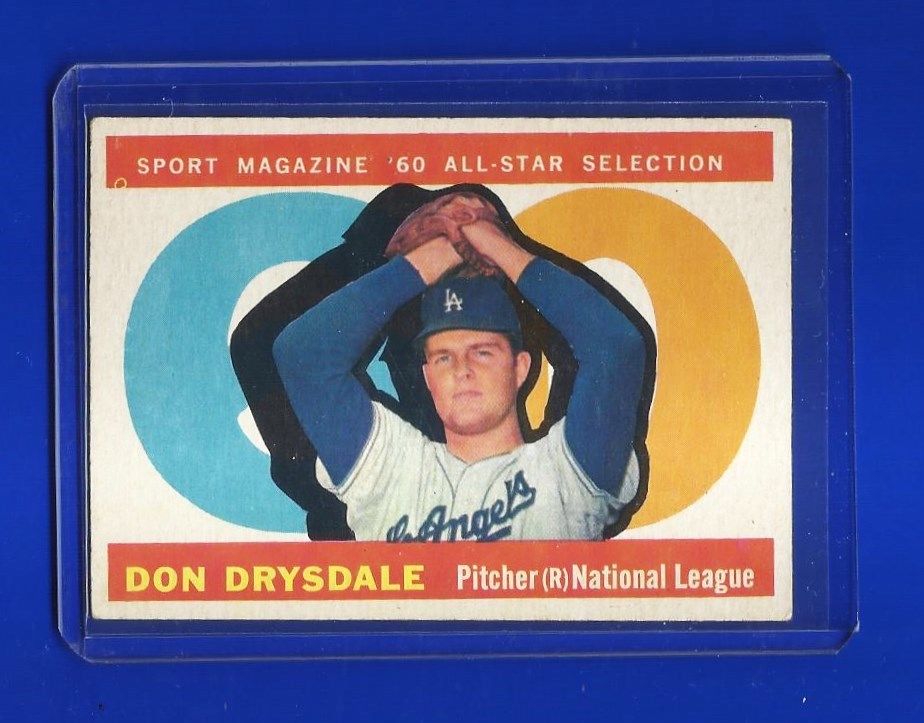 SPORT MAGAZINE '60 ALL-STAR SELECTION
LA
Los Angeles
DON DRYSDALE Pitcher (R) National League